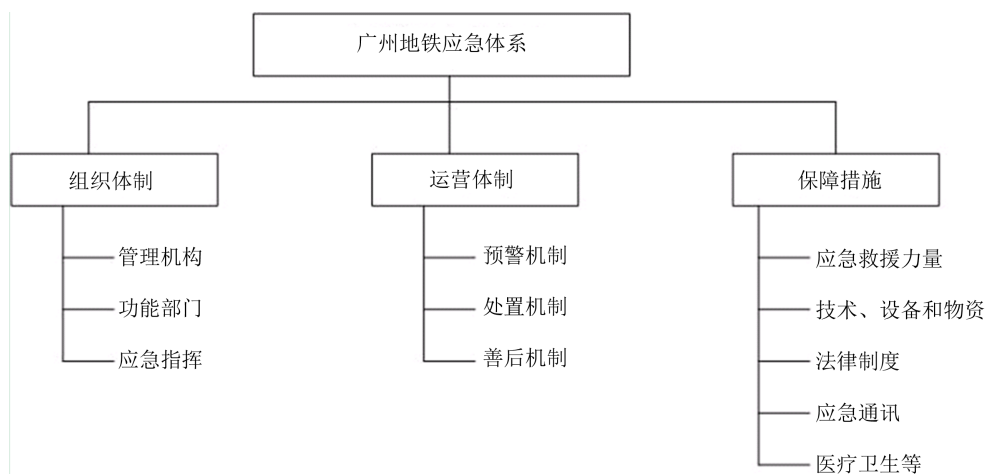 广州地铁应急体系
组织体制
管理机构
功能部门
应急指挥
运营体制
预警机制
处置机制
善后机制
保障措施
应急救援力量
技术、设备和物资
法律制度
应急通讯
医疗卫生等